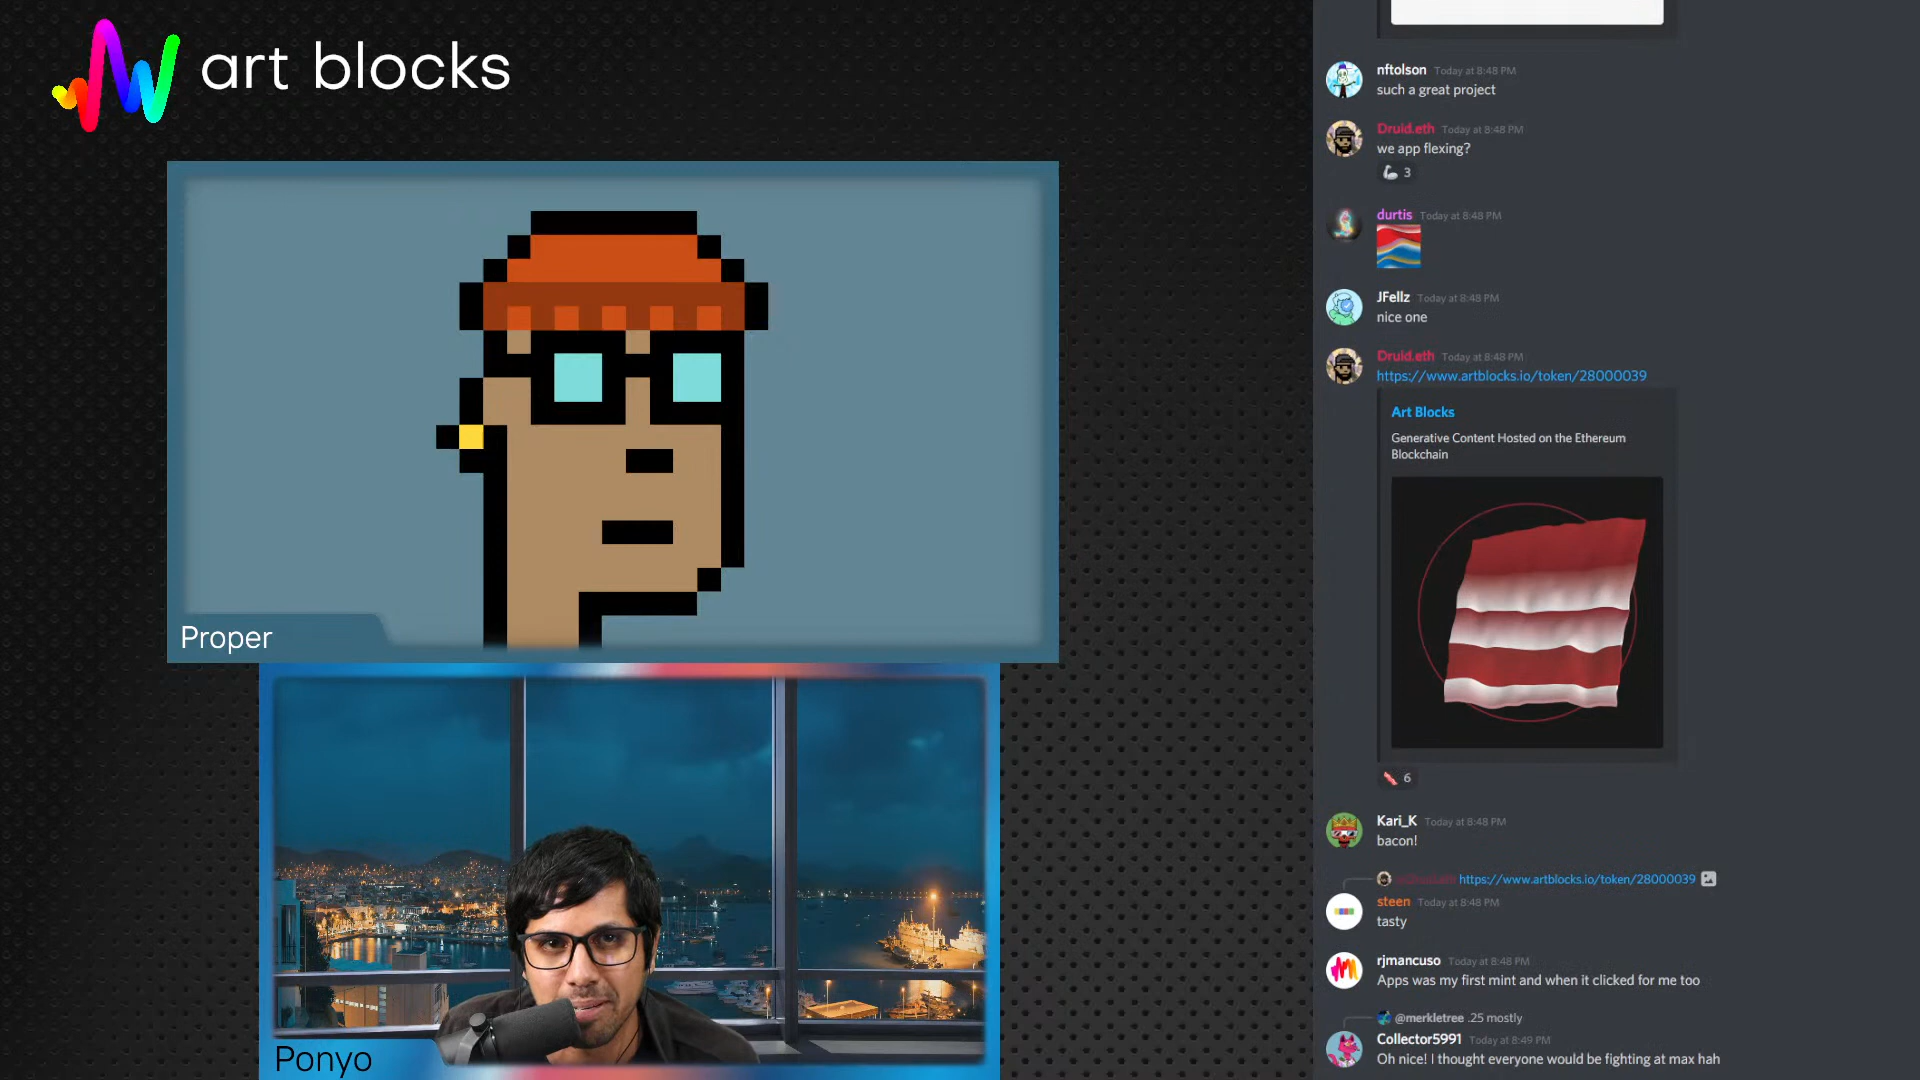 art blocks
Proper
Ponyo
nftolson Today at 8:48 PM
such a great project
Druid.eth Today at 8:48 PM
we app flexing?
3
durtis Today at 8:48 PM
JFellz Today at 8:48 PM
nice one
Druid.eth Today at 8:48 PM
https://www.artblocks.io/token/28000039
Art Blocks
Generative Content Hosted on the Ethereum
Blockchain
6
Kari_K Today at 8:48 PM
bacon!
https://www.artblocks.io/token/28000039
steen Today at 8:48 PM
tasty
rjmancuso Today at 8:48 PM
Apps was my first mint and when it clicked for me too
@merkletree .25 mostly
Collector5991 Today at 8:49 PM
Oh nice! I thought everyone would be fighting at max hah